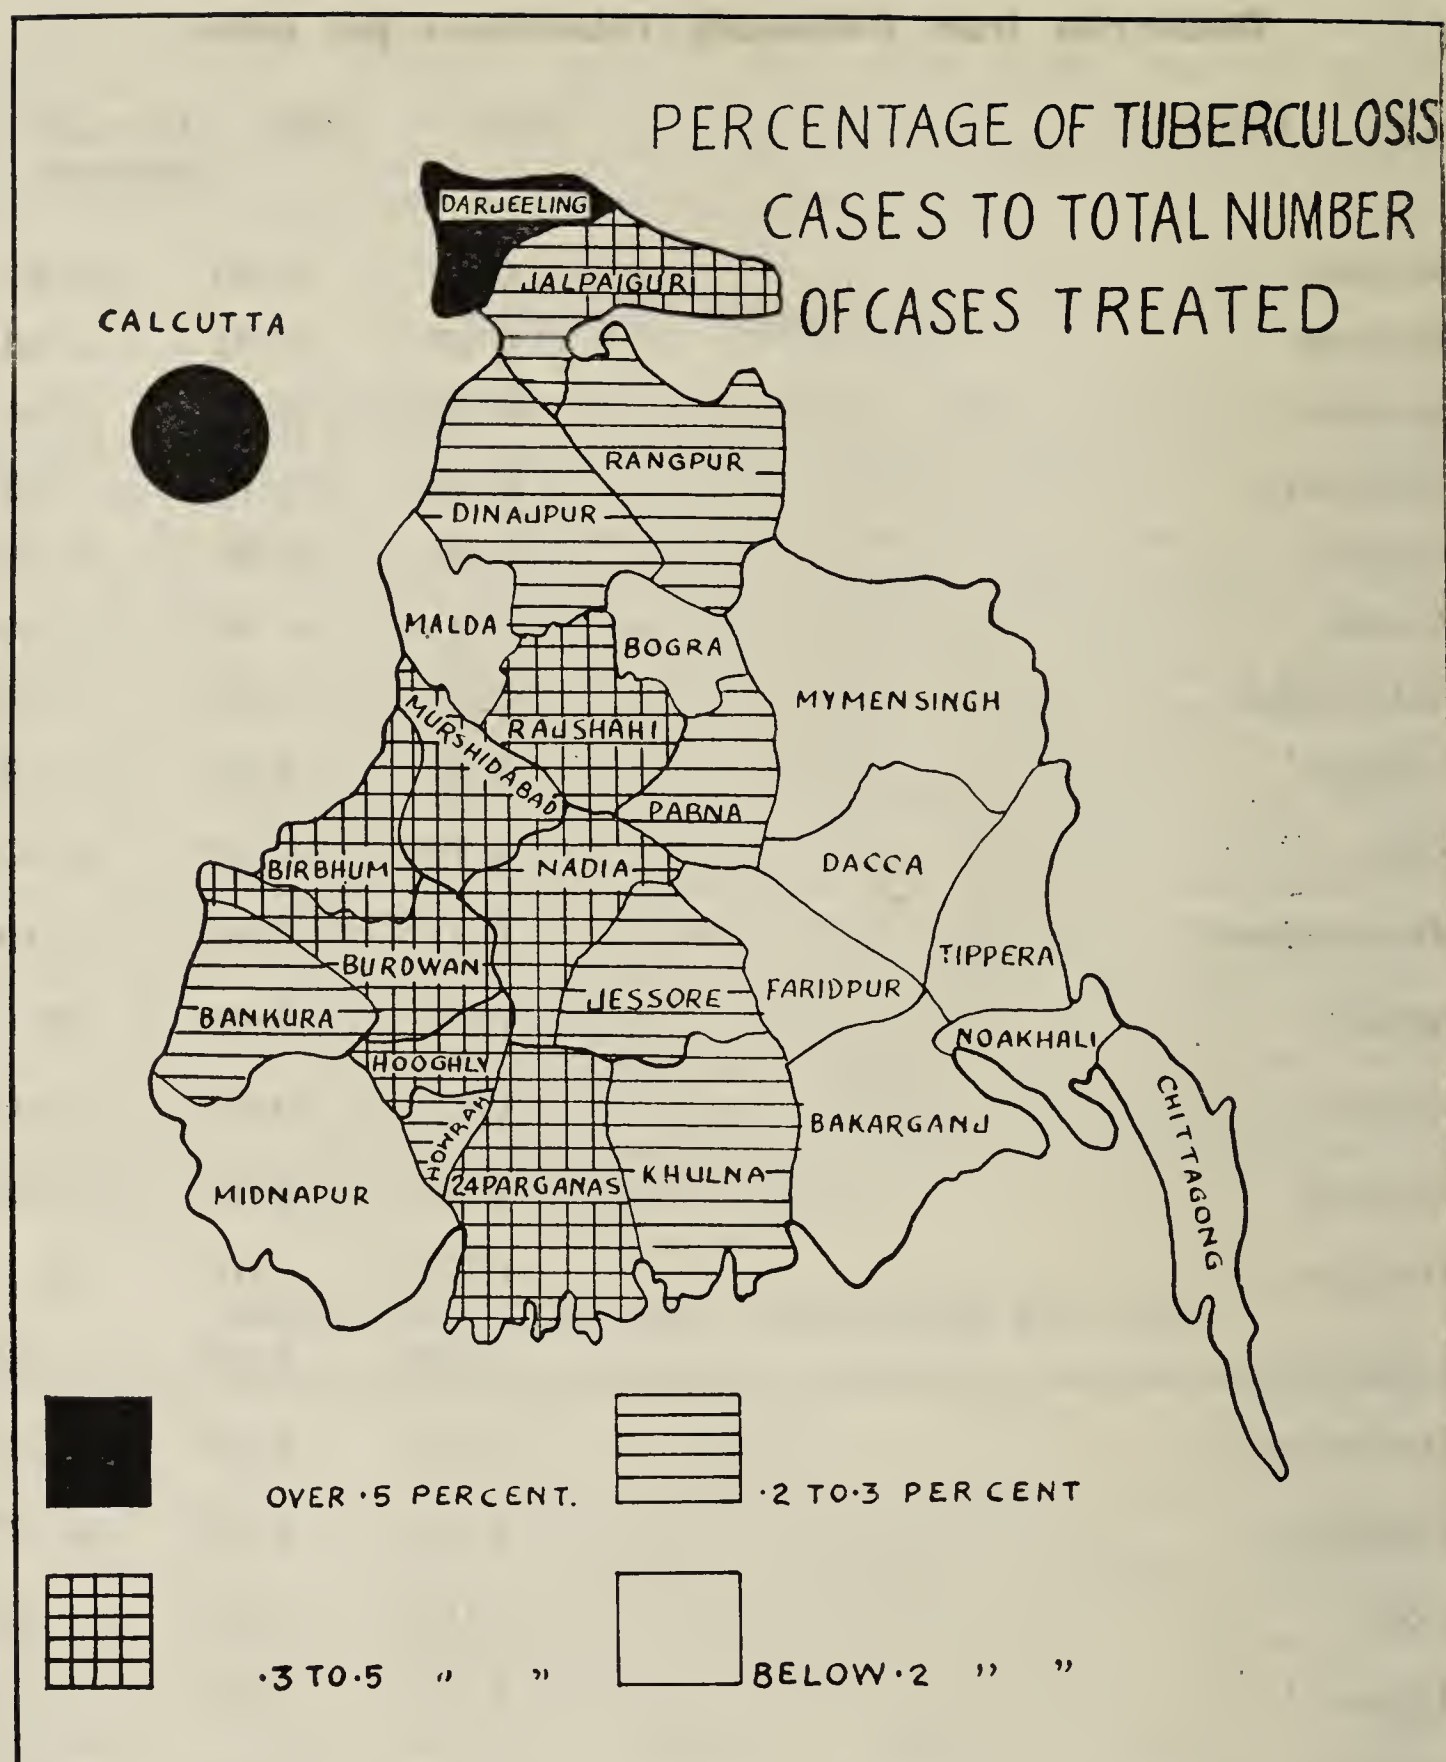 PERCENTAGE OF TUBERCULOSIS
CASES TO TOTAL NUMBER
OF CASES TREATED
DARJEELING
JALPAIGURI
CALCUTTA
RANGPUR
DINAJPUR
MALDA
BOGRA
MYMENSINGH
MURSHIDABAD
RAJSHAHI
PABNA
BIRBHUM
NADIA
DACCA
BURDWAN
TIPPERA
JESSORE
FARIDPUR
BANKURA
NOAKHALI
HOOGHLY
HOWRAH
BAKARGANJ
CHITTAGONG
MIDNAPUR
24 PARGANAS
KHULNA
OVER .5 PERCENT.
.2 TO .3 PER CENT
.3 TO .5 " "
BELOW .2 " "